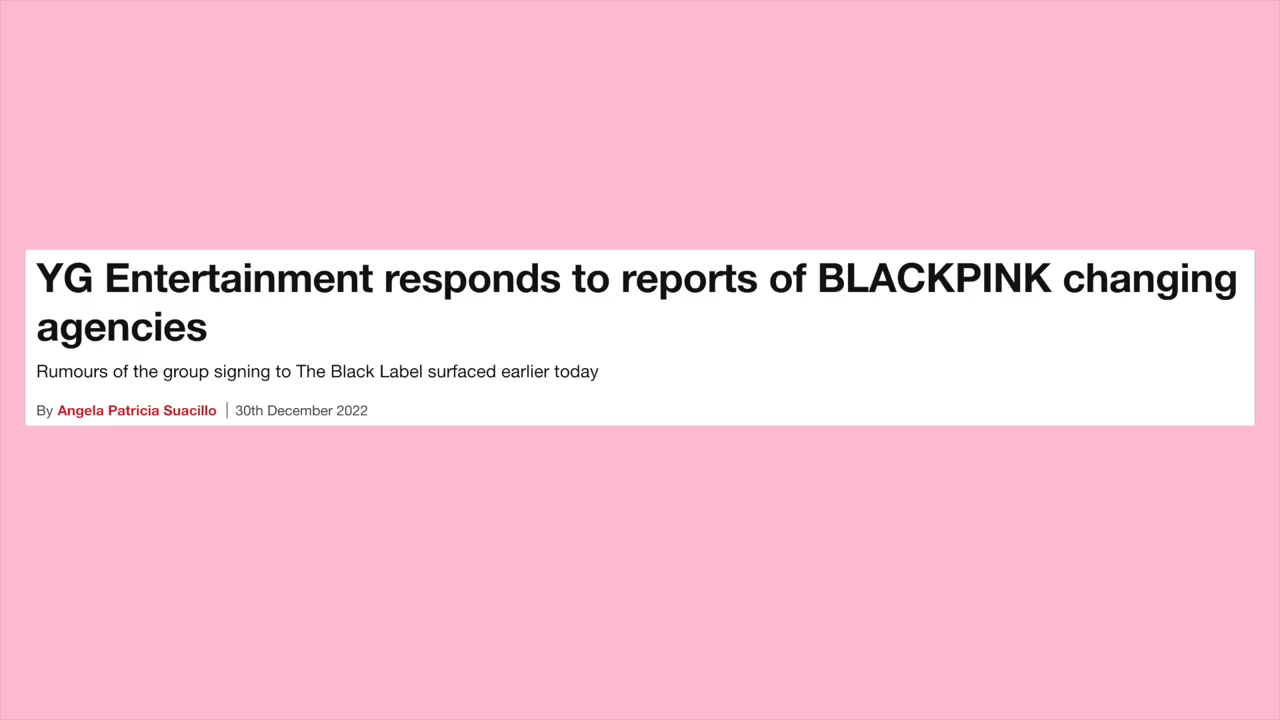 YG Entertainment responds to reports of BLACKPINK changing
agencies
Rumours of the group signing to The Black Label surfaced earlier today
By Angela Patricia Suacillo | 30th December 2022